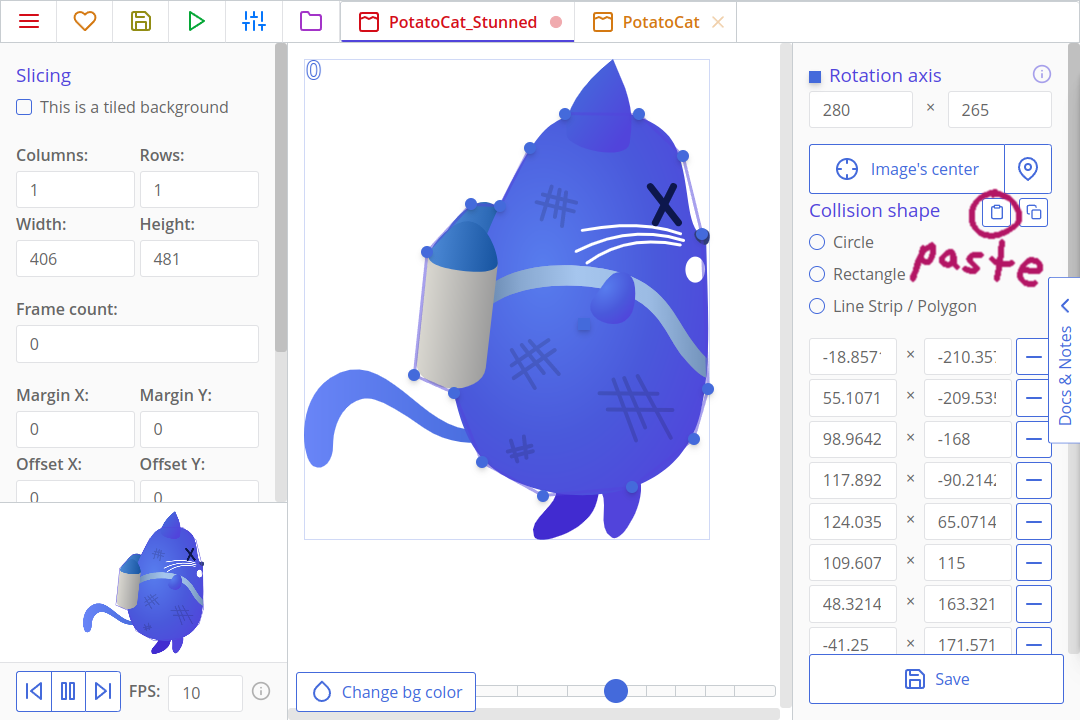 PotatoCat_Stunned
PotatoCat
Slicing
This is a tiled background
Columns:
Rows:
1
1
Width:
Height:
406
481
Frame count:
0
Margin X:
Margin Y:
0
0
Offset X:
Offset Y:
0
0
FPS:
10
0
Change bg color
Rotation axis
280 × 265
Image's center
Collision shape
paste
Circle
Rectangle
Line Strip / Polygon
-18.857 × -210.357
55.1071 × -209.535
98.9642 × -168
117.892 × -90.2142
124.035 × 65.0714
109.607 × 115
48.3214 × 163.321
-41.25 × 171.571
Save
Docs & Notes